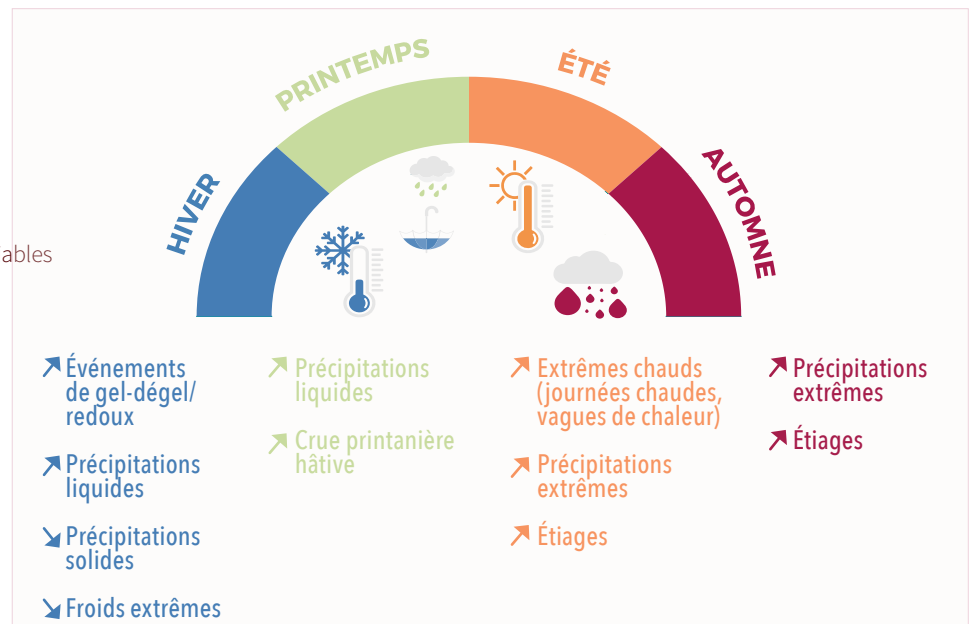 PRINTEMPS
ÉTÉ
HIVER
AUTOMNE
ables
Événements
de gel-dégel/
redoux
Précipitations
liquides
Précipitations
solides
Froids extrêmes
Précipitations
liquides
Crue printanière
hâtive
Extrêmes chauds
(journées chaudes,
vagues de chaleur)
Précipitations
extrêmes
Étiages
Précipitations
extrêmes
Étiages